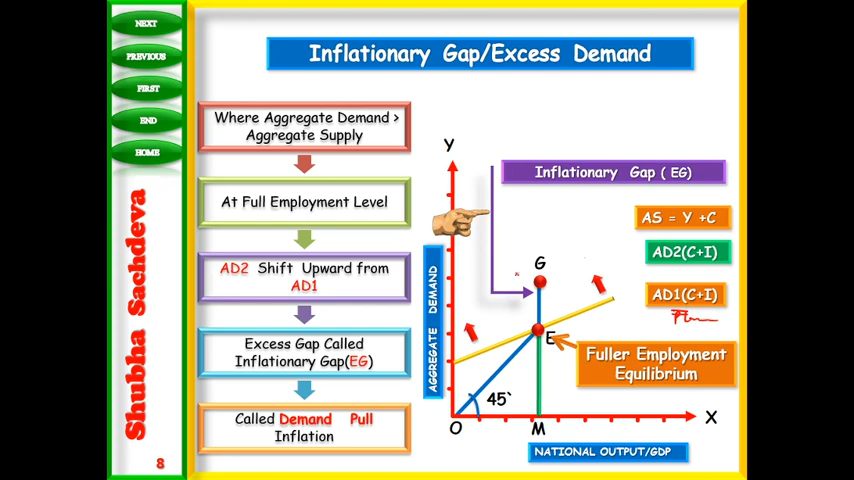 NEXT
PREVIOUS
FIRST
END
HOME
Shubha Sachdeva
8
Inflationary Gap/Excess Demand
Where Aggregate Demand >
Aggregate Supply
At Full Employment Level
AD2 Shift Upward from
AD1
Excess Gap Called
Inflationary Gap(EG)
Called Demand Pull
Inflation
Y
Inflationary Gap ( EG)
AS = Y +C
AD2(C+I)
AD1(C+I)
G
E
Fuller Employment
Equilibrium
AGGREGATE DEMAND
45`
O
M
X
NATIONAL OUTPUT/GDP